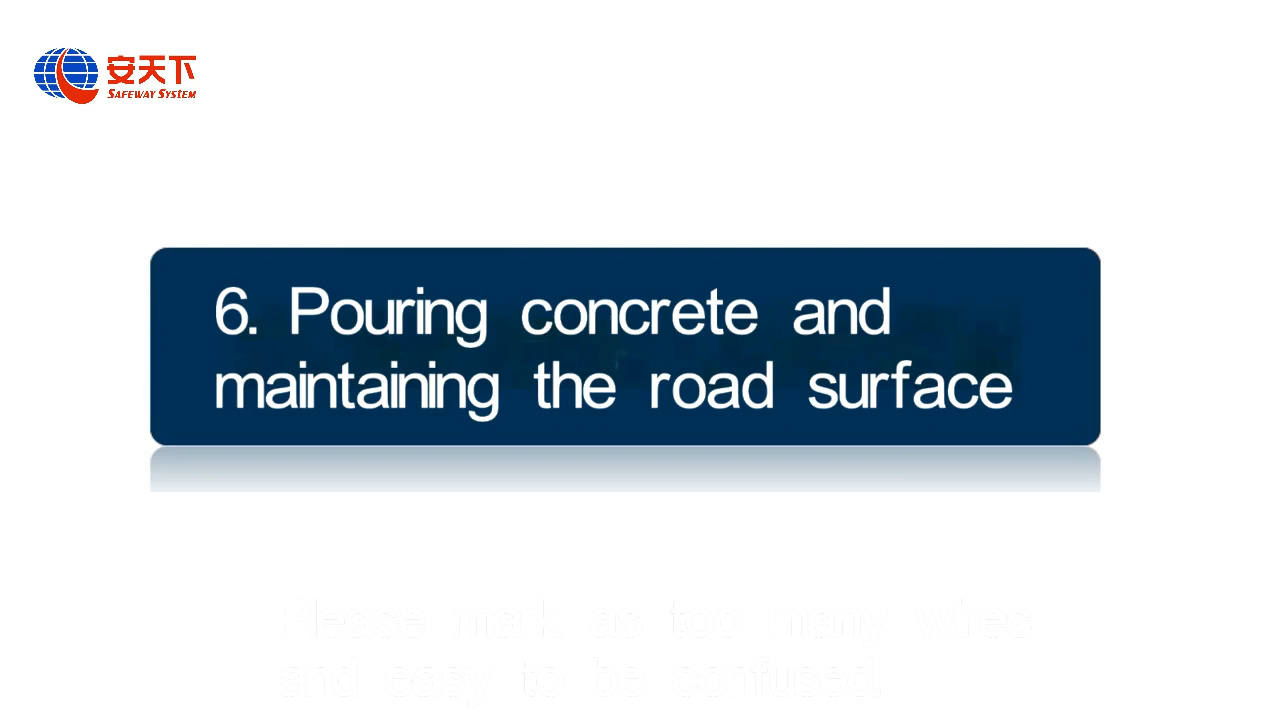 安天下
SAFEWAY SYSTEM
6. Pouring concrete and
maintaining the road surface
Please mark as too many wires
and easy to be confused.